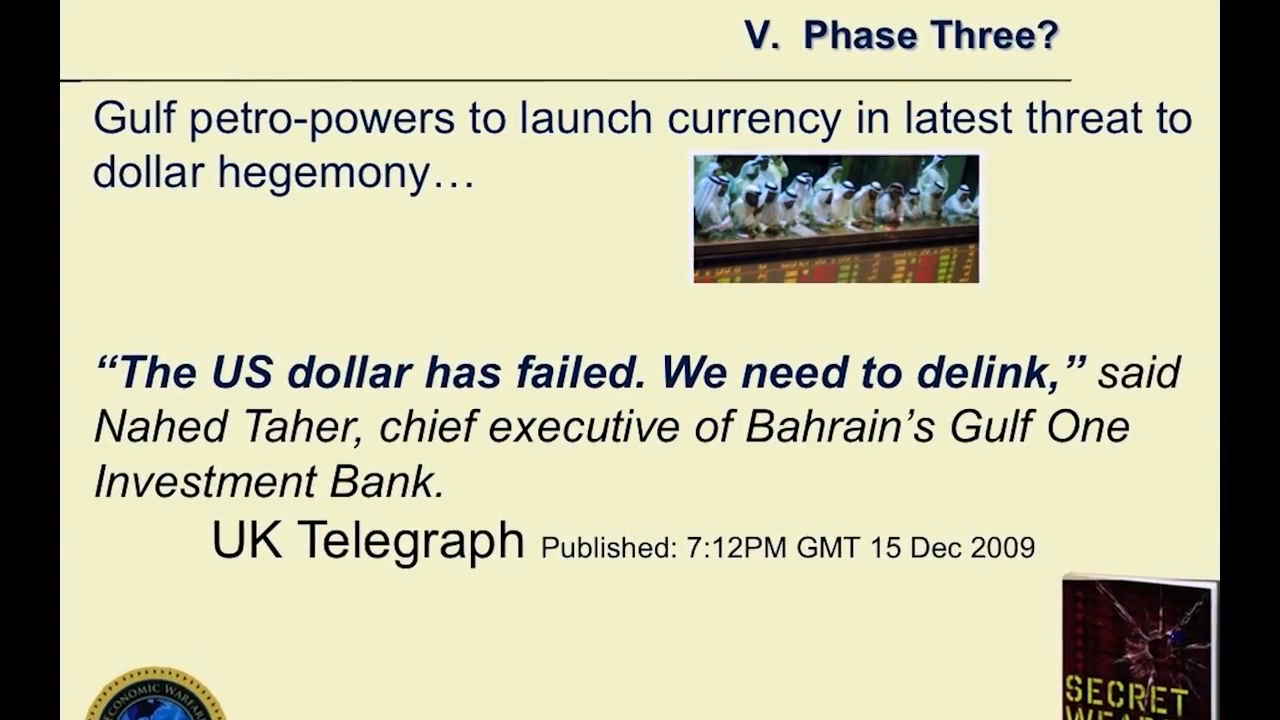 V. Phase Three?
Gulf petro-powers to launch currency in latest threat to
dollar hegemony…
“The US dollar has failed. We need to delink,” said
Nahed Taher, chief executive of Bahrain’s Gulf One
Investment Bank.
UK Telegraph Published: 7:12PM GMT 15 Dec 2009
ECONOMIC WARFAR
SECRET